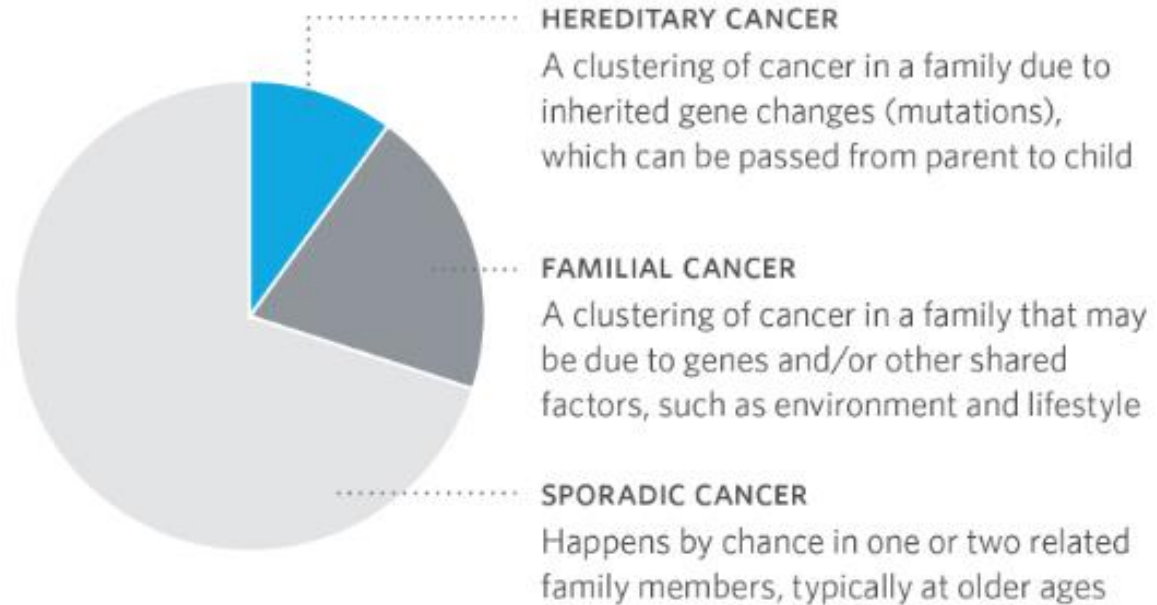 HEREDITARY CANCER
A clustering of cancer in a family due to
inherited gene changes (mutations),
which can be passed from parent to child
FAMILIAL CANCER
A clustering of cancer in a family that may
be due to genes and/or other shared
factors, such as environment and lifestyle
SPORADIC CANCER
Happens by chance in one or two related
family members, typically at older ages